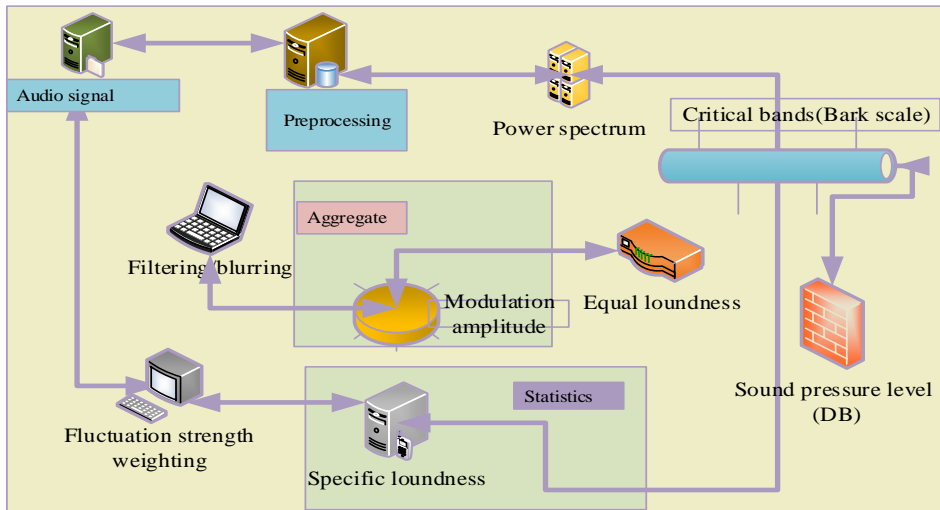 Audio signal
Preprocessing
Power spectrum
Critical bands(Bark scale)
Aggregate
Filtering/blurring
Modulation
amplitude
Equal loundness
Sound pressure level
(DB)
Statistics
Fluctuation strength
weighting
Specific loundness